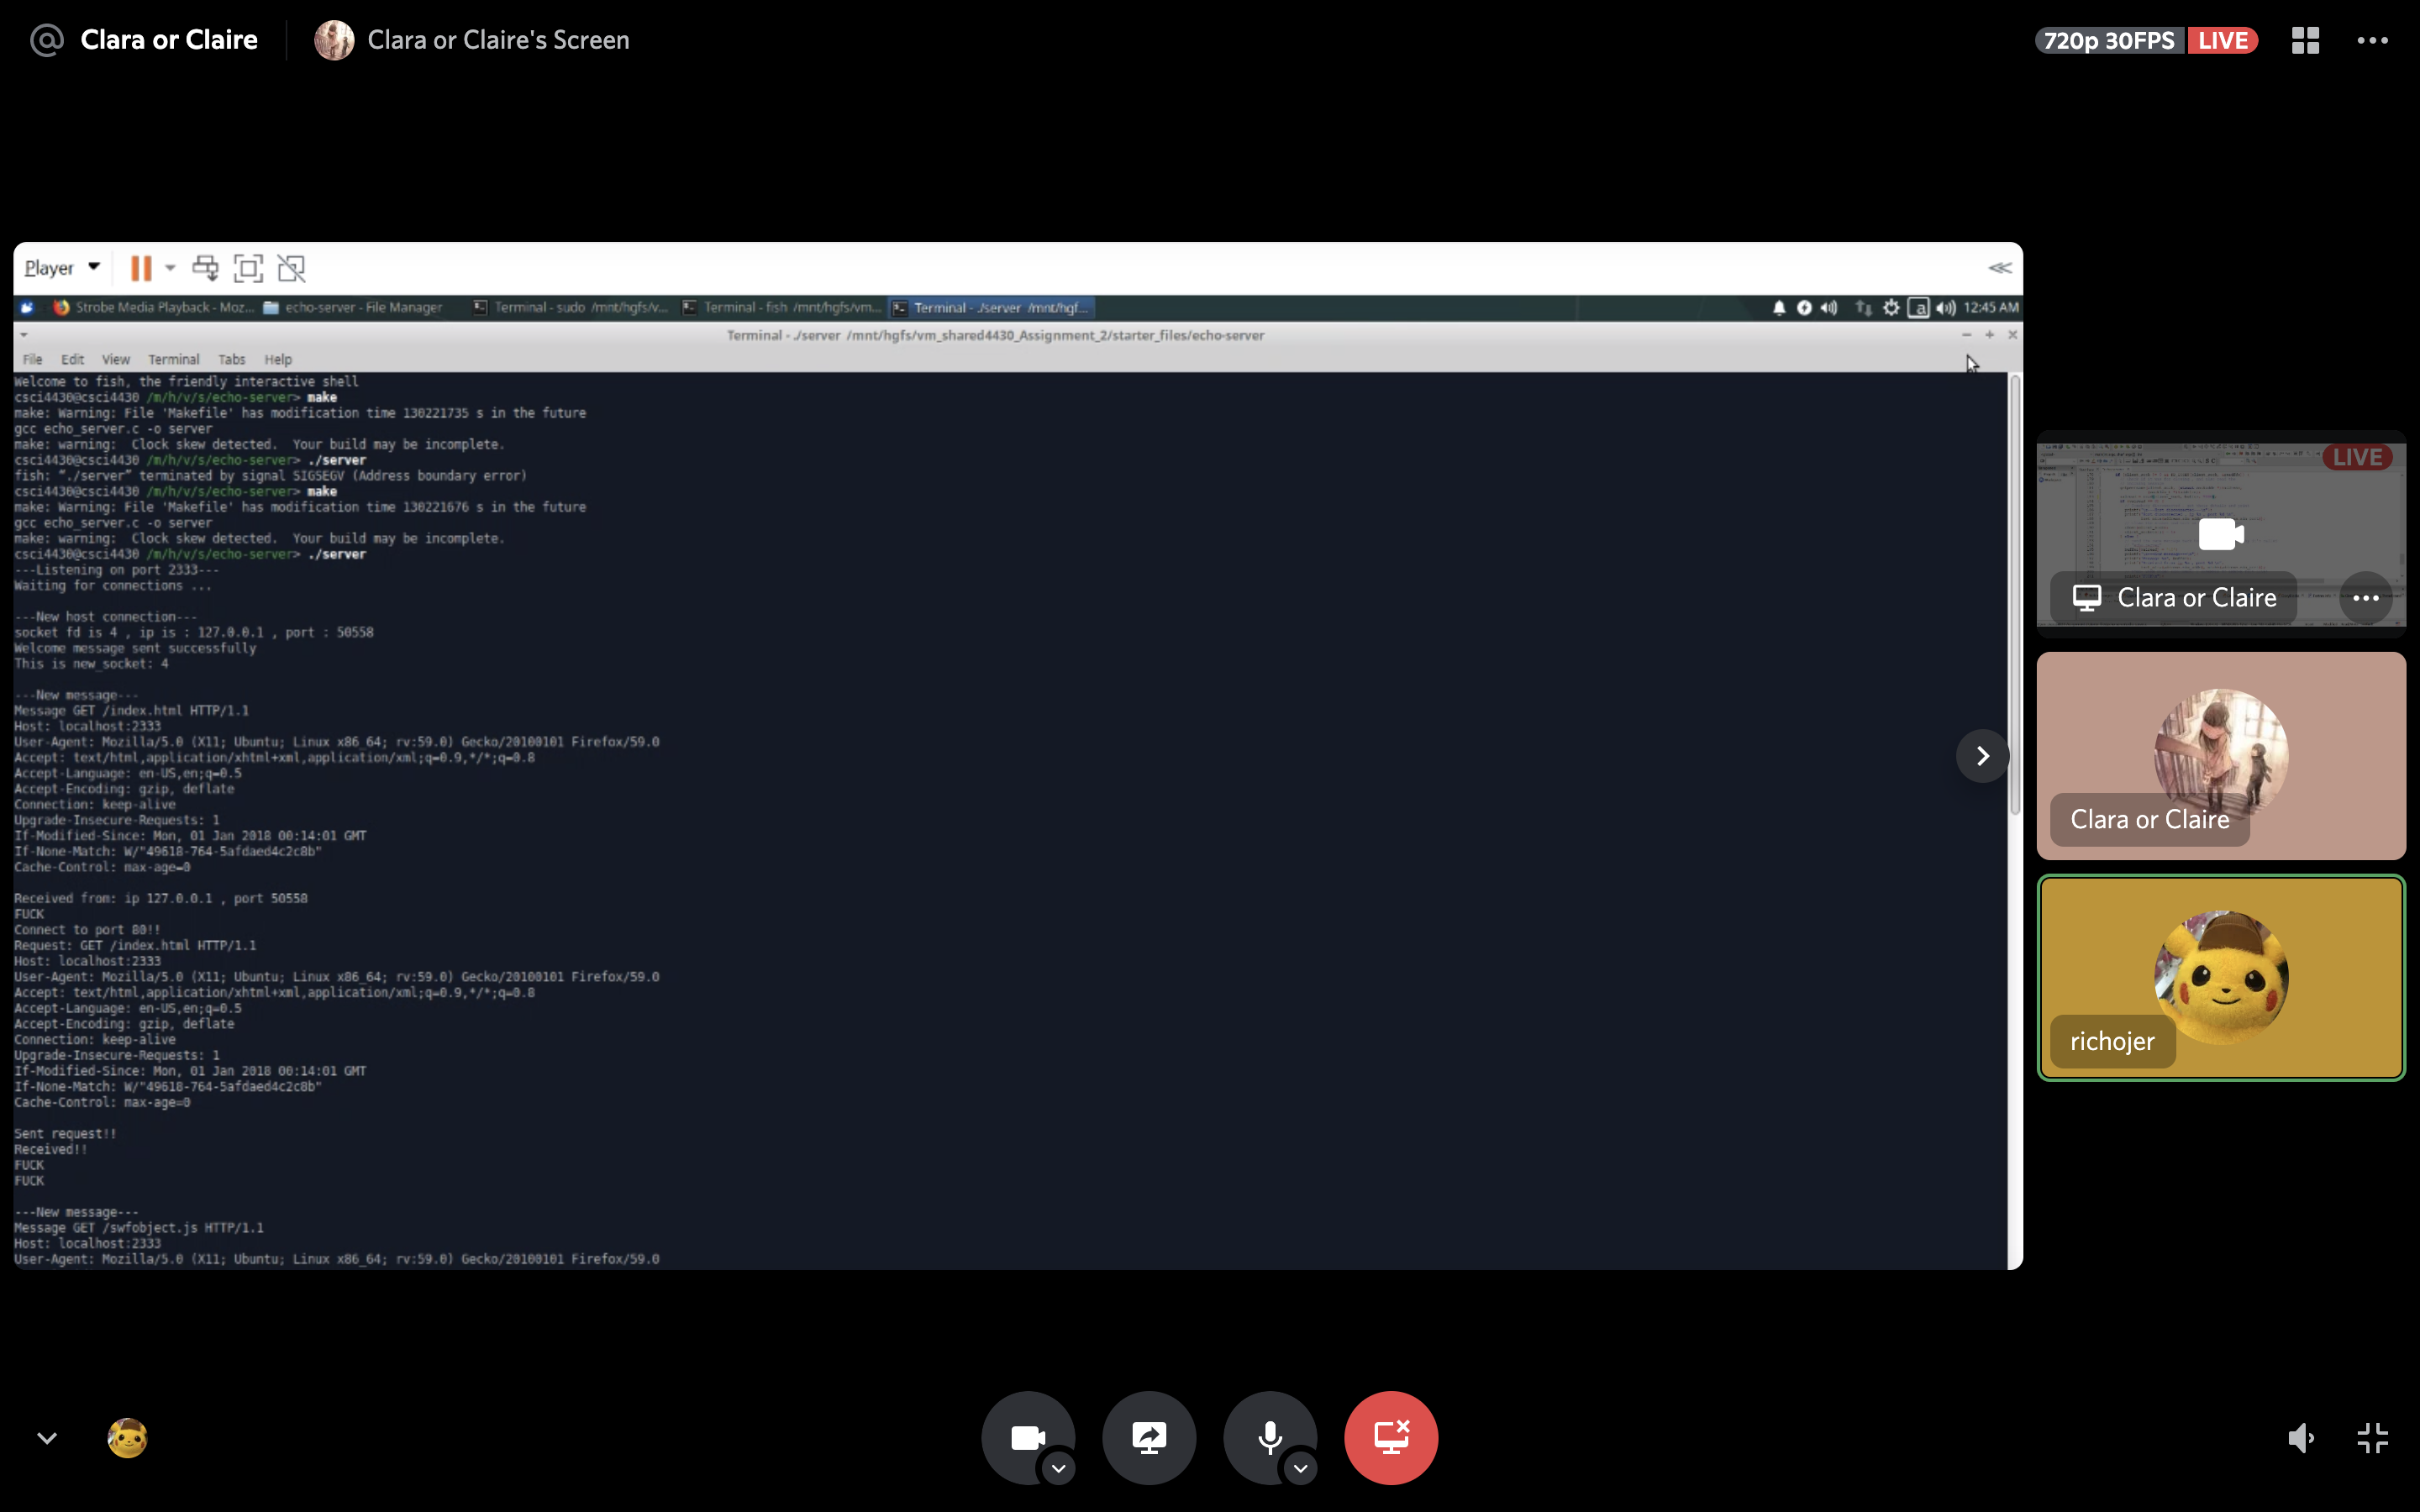 Clara or Claire
Clara or Claire's Screen
720p 30FPS LIVE
Player
Strobe Media Playback - Moz...
echo-server - File Manager
Terminal - sudo /mnt/hgfs/v...
Terminal - fish /mnt/hgfs/vm...
Terminal - ./server /mnt/hgf...
12:45 AM
Terminal - ./server /mnt/hgfs/vm_shared4430_Assignment_2/starter_files/echo-server
File Edit View Terminal Tabs Help
Welcome to fish, the friendly interactive shell
csci4430@csci4430 /m/h/v/s/echo-server> make
make: Warning: File 'Makefile' has modification time 130221735 s in the future
gcc echo_server.c -o server
make: warning:  Clock skew detected.  Your build may be incomplete.
csci4430@csci4430 /m/h/v/s/echo-server> ./server
fish: “./server” terminated by signal SIGSEGV (Address boundary error)
csci4430@csci4430 /m/h/v/s/echo-server> make
make: Warning: File 'Makefile' has modification time 130221676 s in the future
gcc echo_server.c -o server
make: warning:  Clock skew detected.  Your build may be incomplete.
csci4430@csci4430 /m/h/v/s/echo-server> ./server
---Listening on port 2333---
Waiting for connections ...
---New host connection---
socket fd is 4 , ip is : 127.0.0.1 , port : 50558
Welcome message sent successfully
This is new_socket: 4
---New message---
Message GET /index.html HTTP/1.1
Host: localhost:2333
User-Agent: Mozilla/5.0 (X11; Ubuntu; Linux x86_64; rv:59.0) Gecko/20100101 Firefox/59.0
Accept: text/html,application/xhtml+xml,application/xml;q=0.9,*/*;q=0.8
Accept-Language: en-US,en;q=0.5
Accept-Encoding: gzip, deflate
Connection: keep-alive
Upgrade-Insecure-Requests: 1
If-Modified-Since: Mon, 01 Jan 2018 00:14:01 GMT
If-None-Match: W/"49618-764-5afdaed4c2c8b"
Cache-Control: max-age=0
Received from: ip 127.0.0.1 , port 50558
FUCK
Connect to port 80!!
Request: GET /index.html HTTP/1.1
Host: localhost:2333
User-Agent: Mozilla/5.0 (X11; Ubuntu; Linux x86_64; rv:59.0) Gecko/20100101 Firefox/59.0
Accept: text/html,application/xhtml+xml,application/xml;q=0.9,*/*;q=0.8
Accept-Language: en-US,en;q=0.5
Accept-Encoding: gzip, deflate
Connection: keep-alive
Upgrade-Insecure-Requests: 1
If-Modified-Since: Mon, 01 Jan 2018 00:14:01 GMT
If-None-Match: W/"49618-764-5afdaed4c2c8b"
Cache-Control: max-age=0
Sent request!!
Received!!
FUCK
FUCK
---New message---
Message GET /swfobject.js HTTP/1.1
Host: localhost:2333
User-Agent: Mozilla/5.0 (X11; Ubuntu; Linux x86_64; rv:59.0) Gecko/20100101 Firefox/59.0
LIVE
Clara or Claire
Clara or Claire
richojer